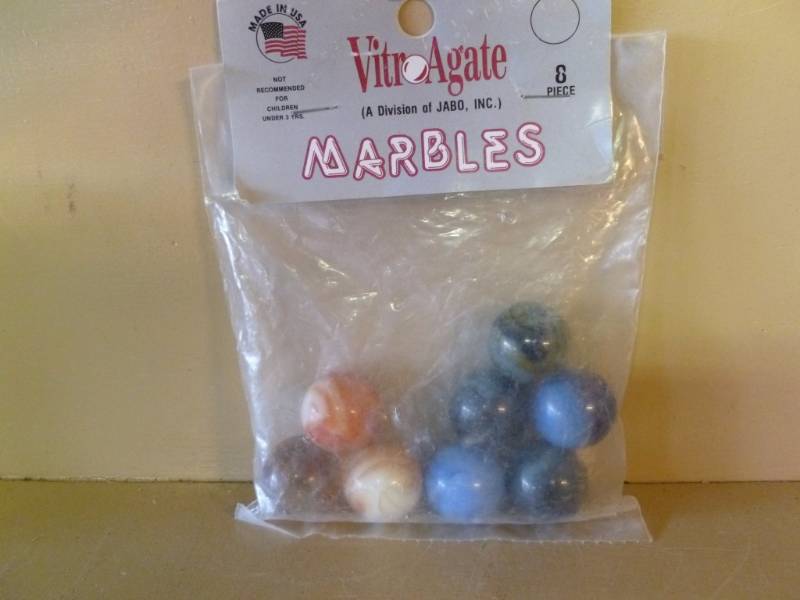 MADE IN USA
NOT
RECOMMENDED
FOR
CHILDREN
UNDER 3 YRS.
VitroAgate
(A Division of JABO, INC.)
MARBLES
8
PIECE